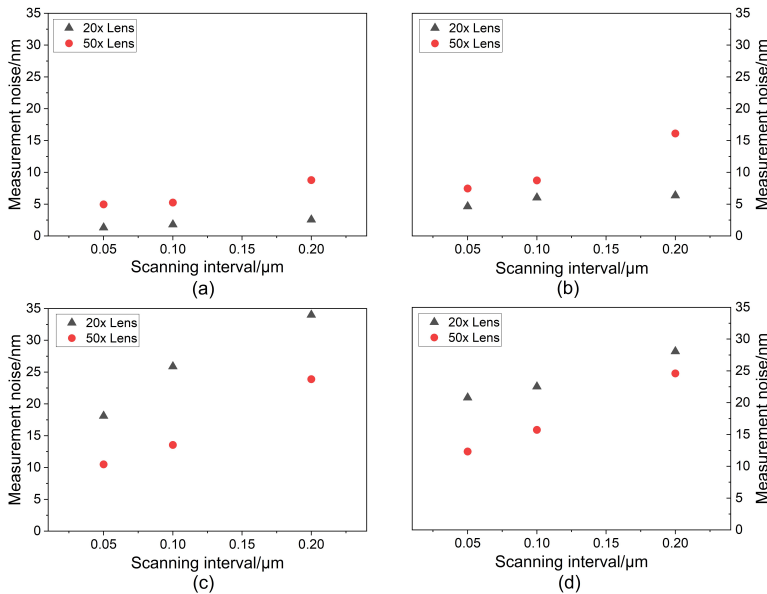 20x Lens
50x Lens
Measurement noise/nm
35
30
25
20
15
10
5
0
0.05 0.10 0.15 0.20
Scanning interval/μm
(a)
20x Lens
50x Lens
Measurement noise/nm
35
30
25
20
15
10
5
0
0.05 0.10 0.15 0.20
Scanning interval/μm
(b)
20x Lens
50x Lens
Measurement noise/nm
35
30
25
20
15
10
5
0
0.05 0.10 0.15 0.20
Scanning interval/μm
(c)
20x Lens
50x Lens
Measurement noise/nm
35
30
25
20
15
10
5
0
0.05 0.10 0.15 0.20
Scanning interval/μm
(d)